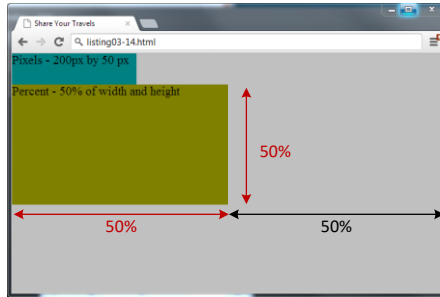 Share Your Travels
listing03-14.html
Pixels - 200px by 50 px
Percent - 50% of width and height
50%
50%
50%